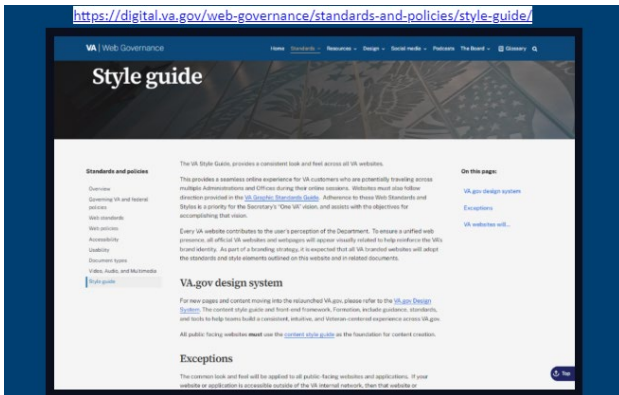 https://digital.va.gov/web-governance/standards-and-policies/style-guide/
VA | Web Governance
Home Standards Resources Design Social media Podcasts The Board Glossary
Style guide
Standards and policies
Overview
Governing VA and federal
policies
Web standards
Web policies
Accessibility
Usability
Document types
Video, Audio, and Multimedia
Style guide
The VA Style Guide, provides a consistent look and feel across all VA websites.
This provides a seamless online experience for VA customers who are potentially traveling across
multiple Administrations and Offices during their online sessions. Websites must also follow
direction provided in the VA Graphic Standards Guide. Adherence to these Web Standards and
Styles is a priority for the Secretary's "One VA" vision, and assists with the objectives for
accomplishing that vision.
Every VA website contributes to the user's perception of the Department. To ensure a unified web
presence, all official VA websites and webpages will appear visually related to help reinforce the VA's
brand identity. As part of a branding strategy, it is expected that all VA branded websites will adopt
the standards and style elements outlined on this website and in related documents.
VA.gov design system
For new pages and content moving into the relaunched VA.gov, please refer to the VA.gov Design
System. The content style guide and front-end framework, Formation, include guidance, standards,
and tools to help teams build a consistent, intuitive, and Veteran-centered experience across VA.gov.
All public facing websites must use the content style guide as the foundation for content creation.
Exceptions
The common look and feel will be applied to all public-facing websites and applications. If your
website or application is accessible outside of the VA internal network, then that website or
On this page:
VA.gov design system
Exceptions
VA websites will...
Top